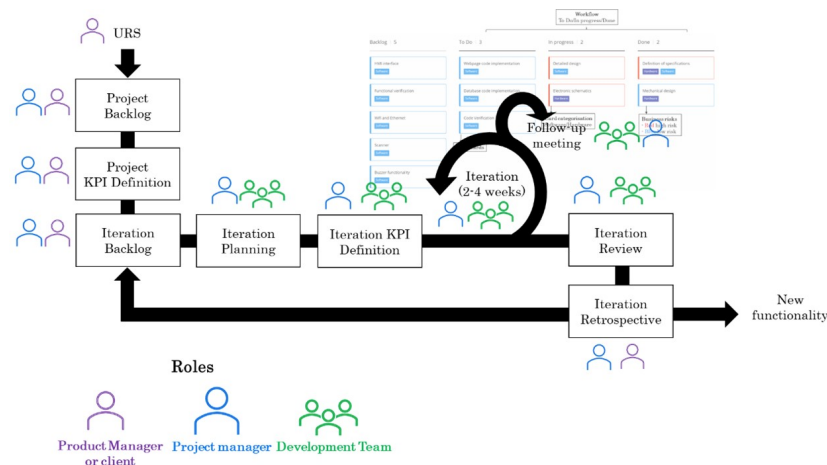 Workflow
To Do/In progress/Done
Backlog 5
To Do 3
In progress 2
Done 2
HMI interface
Functional verification
Wifi and Ethernet
Scanner
Webpage code implementation
Database code implementation
Code verification
Detailed design
Electronic schematics
Definition of specifications
Mechanical design
Business risks
URS
Project
Backlog
Project
KPI Definition
Iteration
Backlog
Iteration
Planning
Iteration KPI
Definition
Iteration
(2-4 weeks)
Follow-up
meeting
Iteration
Review
Iteration
Retrospective
New
functionality
Roles
Product Manager
or client
Project manager
Development Team